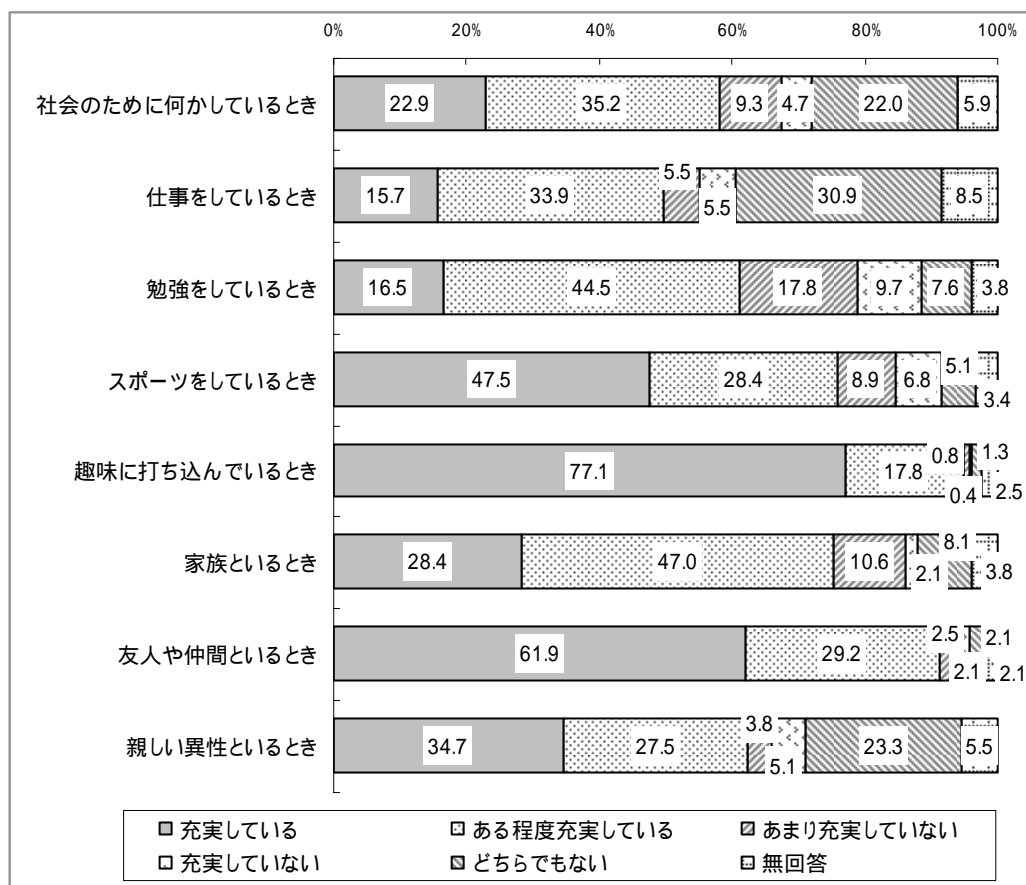 0% 20% 40% 60% 80% 100%
社会のために何かしているとき 22.9 35.2 9.3 4.7 22.0 5.9
仕事をしているとき 15.7 33.9 5.5 5.5 30.9 8.5
勉強をしているとき 16.5 44.5 17.8 9.7 7.6 3.8
スポーツをしているとき 47.5 28.4 8.9 6.8 5.1 3.4
趣味に打ち込んでいるとき 77.1 17.8 0.8 0.4 1.3 2.5
家族といるとき 28.4 47.0 10.6 2.1 8.1 3.8
友人や仲間といるとき 61.9 29.2 2.5 2.1 2.1 2.1
親しい異性といるとき 34.7 27.5 3.8 5.1 23.3 5.5
充実している ある程度充実している あまり充実していない
充実していない どちらでもない 無回答